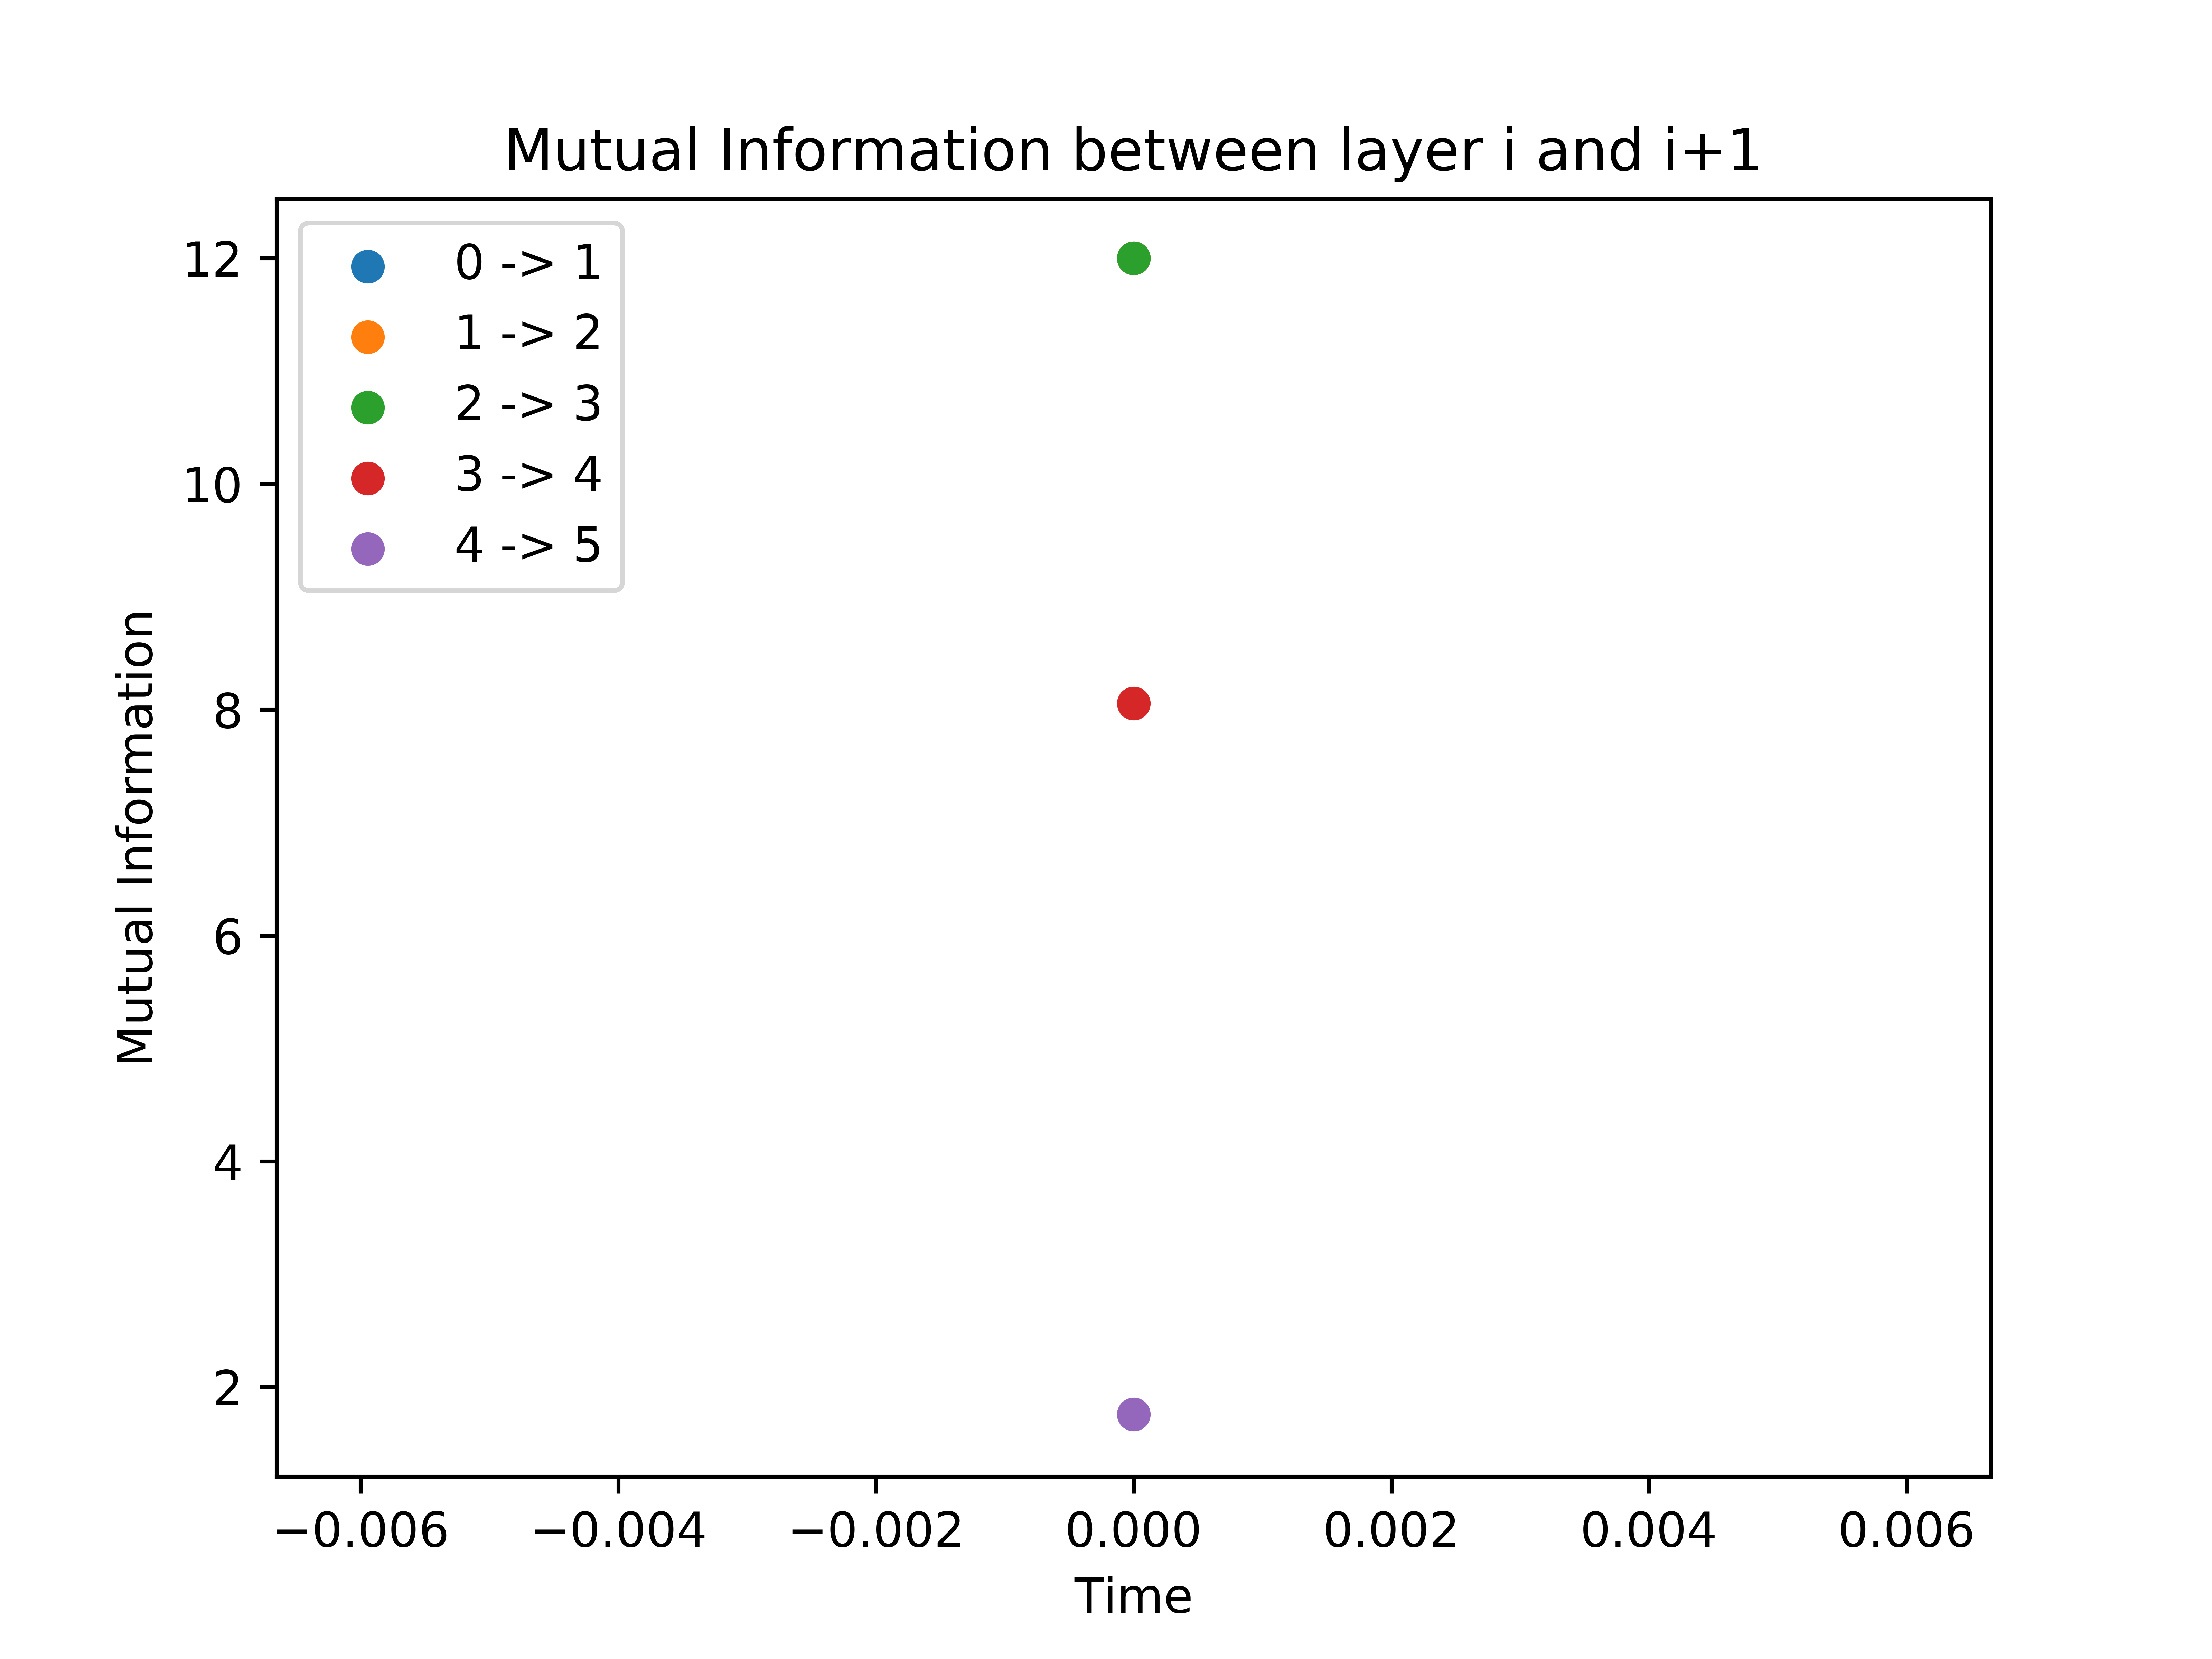 Mutual Information between layer i and i+1
12
10
8
6
4
2
Mutual Information
0 -> 1
1 -> 2
2 -> 3
3 -> 4
4 -> 5
−0.006 −0.004 −0.002 0.000 0.002 0.004 0.006
Time